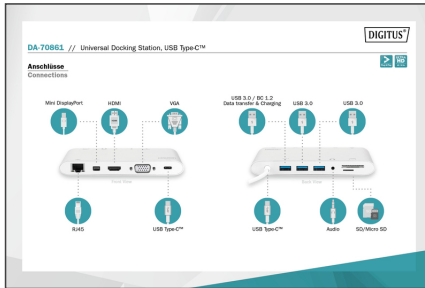 DIGITUS®
DA-70861 // Universal Docking Station, USB Type-C™
Anschlüsse
Connections
Mini DisplayPort
HDMI
VGA
RJ45
USB Type-C™
USB 3.0 / BC 1.2
Data transfer & Charging
USB 3.0
USB 3.0
USB Type-C™
Audio
SD/Micro SD